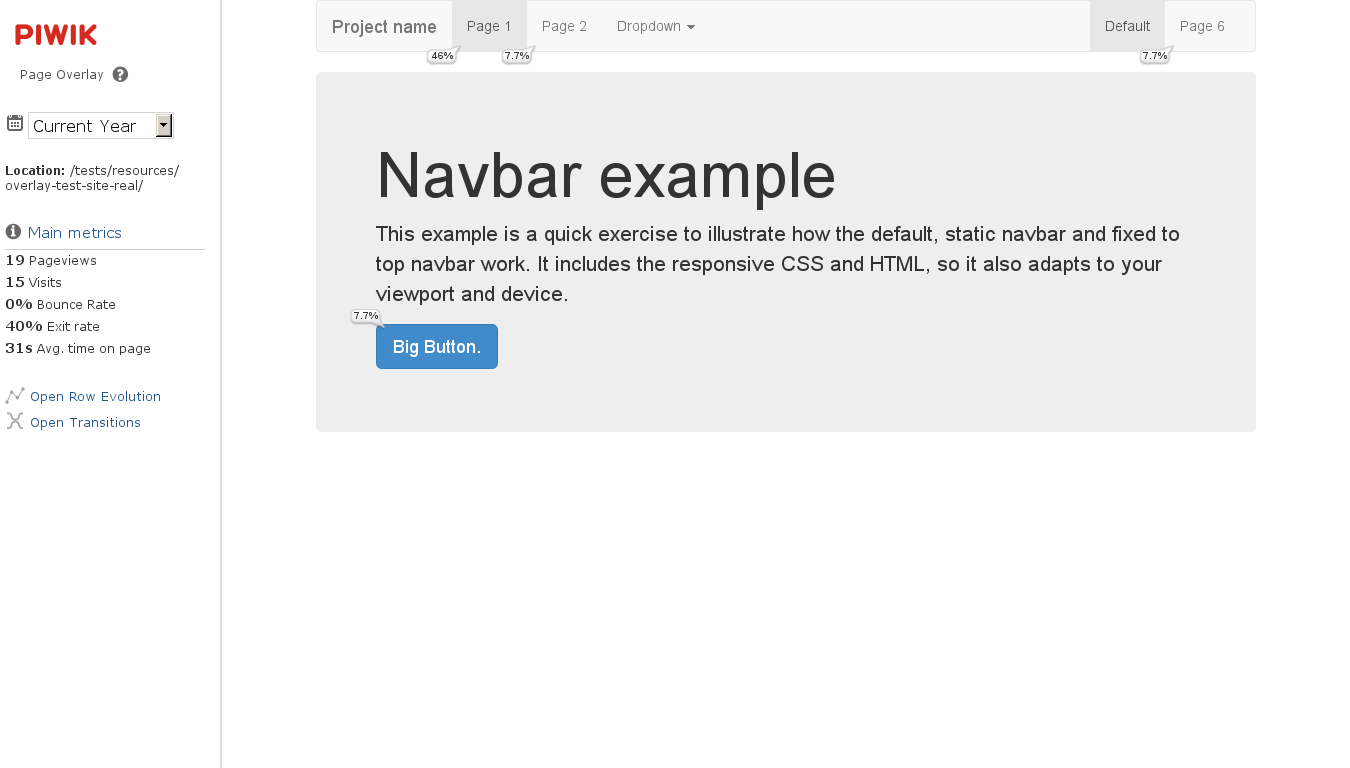 PIWIK
Page Overlay
Current Year
Location: /tests/resources/
overlay-test-site-real/
Main metrics
19 Pageviews
15 Visits
0% Bounce Rate
40% Exit rate
31s Avg. time on page
Open Row Evolution
Open Transitions
Project name Page 1 Page 2 Dropdown Default Page 6
46% 7.7% 7.7%
Navbar example
This example is a quick exercise to illustrate how the default, static navbar and fixed to
top navbar work. It includes the responsive CSS and HTML, so it also adapts to your
viewport and device.
7.7%
Big Button.